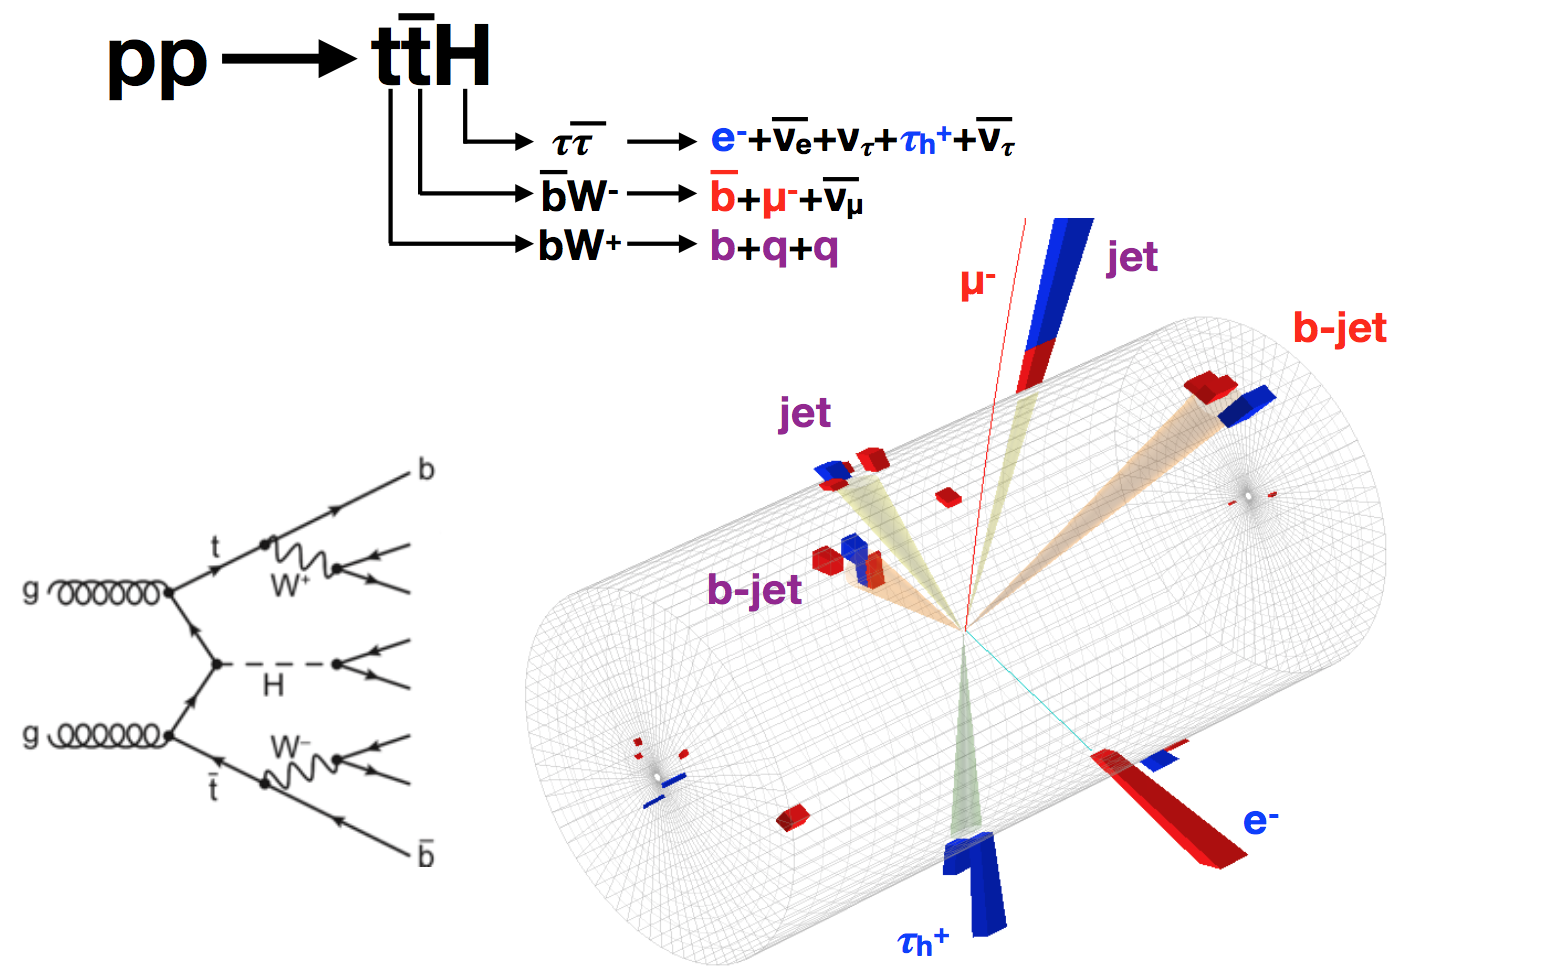 pp → tt̅H
ττ̅ → e⁻+ν̅ₑ+ντ+τₕ⁺+ν̅τ
b̅W⁻ → b̅+μ⁻+ν̅μ
bW⁺ → b+q+q
μ⁻
jet
b-jet
jet
b-jet
e⁻
τₕ⁺
b
t
W⁺
g
H
g
W⁻
t̅
b̅